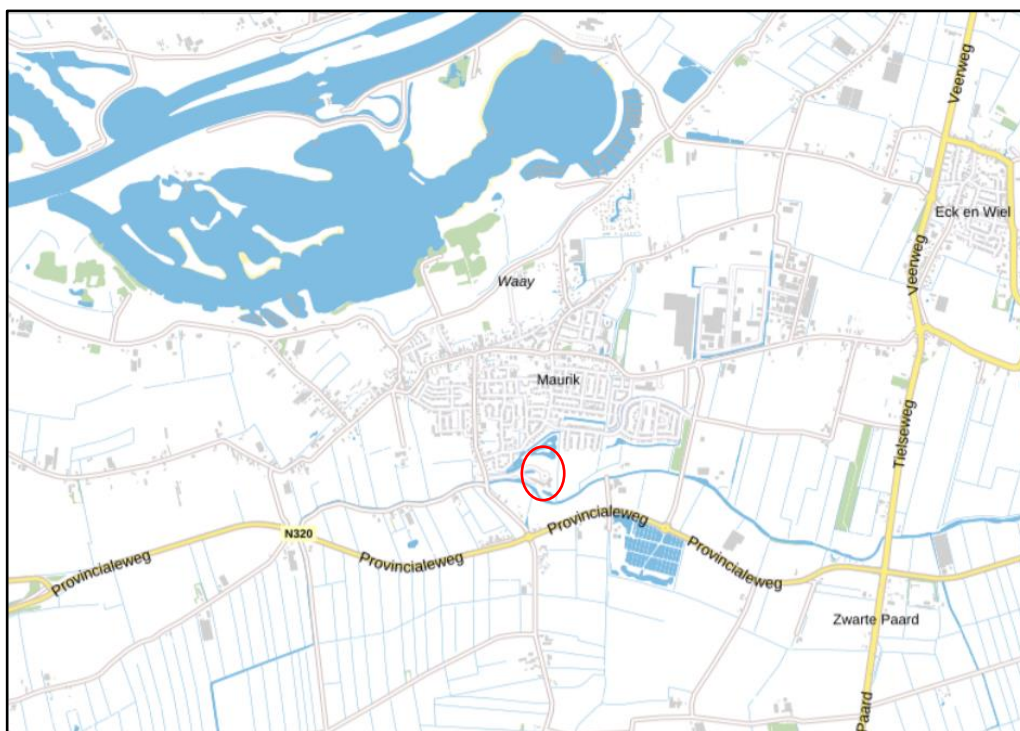 Veerweg
Eck en Wiel
Veerweg
Waay
Maurik
Tielseweg
N320
Provincialeweg
Provincialeweg
Provincialeweg
Provincialeweg
Zwarte Paard
Paard